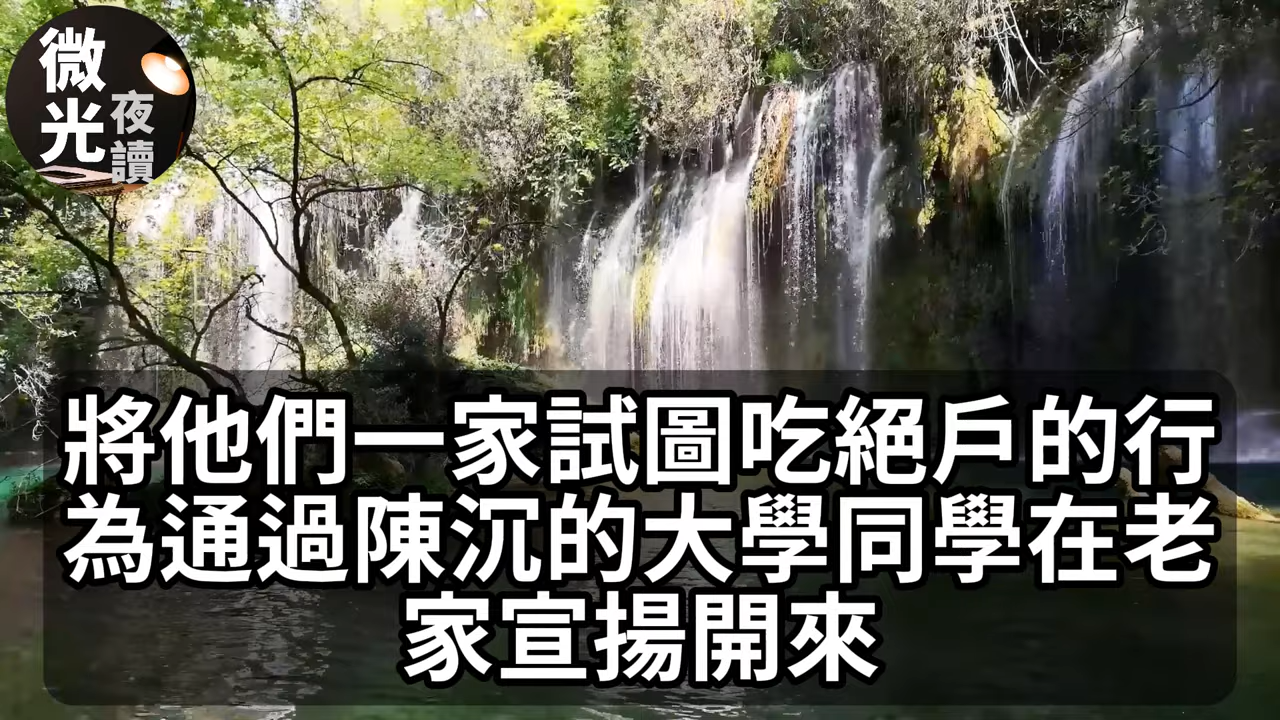 微光
夜讀
將他們一家試圖吃絕戶的行
為通過陳沉的大學同學在老
家宣揚開來